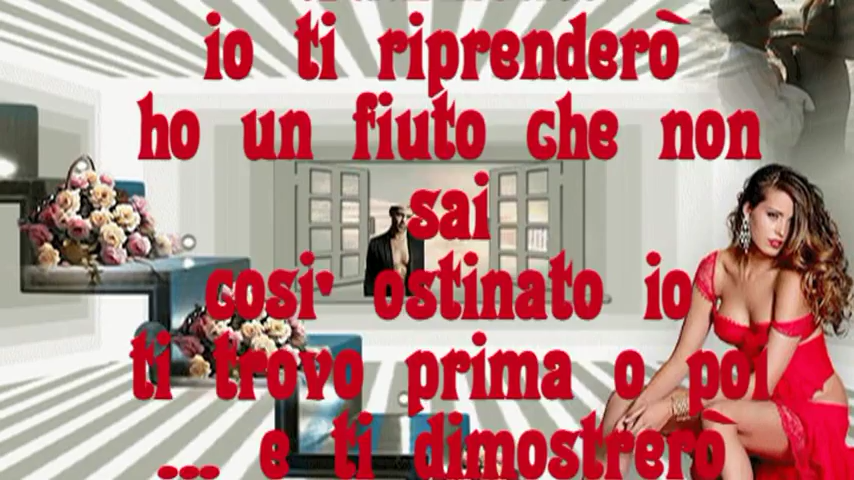 io ti riprenderò
ho un fiuto che non
sai
cosi' ostinato io
ti trovo prima o poi
... e ti dimostrerò